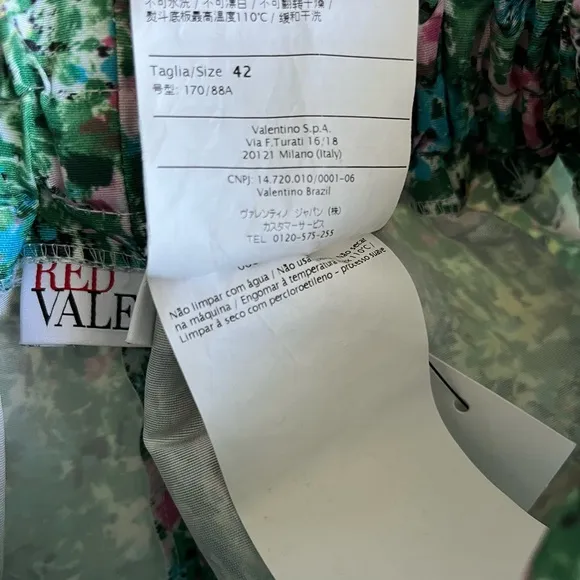 不可水洗 / 不可漂白 / 不可翻转干燥 /
熨斗底板最高温度110℃ / 缓和干洗
Taglia/Size 42
号型: 170/88A
Valentino S.p.A.
Via F.Turati 16/18
20121 Milano (Italy)
CNPJ: 14.720.010/0001-06
Valentino Brazil
ヴァレンティノ ジャパン (株)
カスタマーサービス
TEL 0120-575-255
RED
VALE
Não limpar com àgua / Não usa
na máquina / Engomar à temperatur
110°C/
Limpar à seco com percloroetileno – processo suave